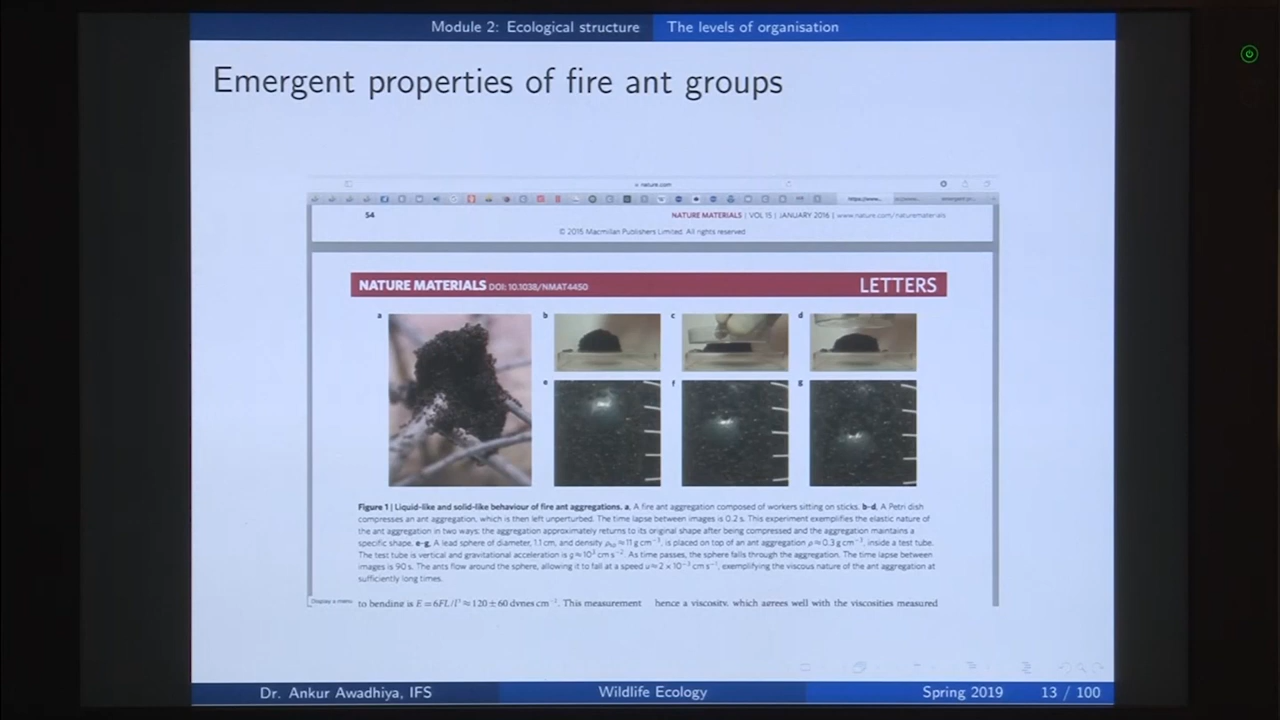 Module 2: Ecological structure The levels of organisation
Emergent properties of fire ant groups
nature.com
54 NATURE MATERIALS | VOL 15 | JANUARY 2016 | www.nature.com/naturematerials
© 2015 Macmillan Publishers Limited. All rights reserved
NATURE MATERIALS DOI: 10.1038/NMAT4450 LETTERS
a b c d
e f g
Figure 1 | Liquid-like and solid-like behaviour of fire ant aggregations. a, A fire ant aggregation composed of workers sitting on sticks. b-d, A Petri dish
compresses an ant aggregation, which is then left unperturbed. The time lapse between images is 0.2 s. This experiment exemplifies the elastic nature of
the ant aggregation in two ways: the aggregation approximately returns to its original shape after being compressed and the aggregation maintains a
specific shape. e-g, A lead sphere of diameter, 1.1 cm, and density ≈ 11 g cm⁻³, is placed on top of an ant aggregation ρ ≈ 0.3 g cm⁻³, inside a test tube.
The test tube is vertical and gravitational acceleration is g ≈ 10³ cm s⁻². As time passes, the sphere falls through the aggregation. The time lapse between
images is 90 s. The ants flow around the sphere, allowing it to fall at a speed u ≈ 2 × 10⁻³ cm s⁻¹, exemplifying the viscous nature of the ant aggregation at
sufficiently long times.
Display a menu
to bending is E = 6FL/l³ ≈ 120 ± 60 dynes cm⁻². This measurement hence a viscosity, which agrees well with the viscosities measured
Dr. Ankur Awadhiya, IFS Wildlife Ecology Spring 2019 13 / 100